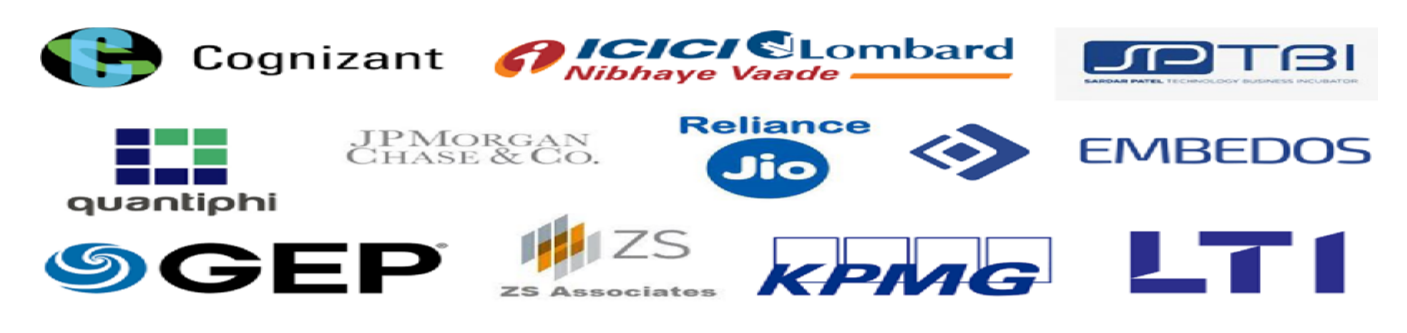 Cognizant
ICICI Lombard
Nibhaye Vaade
SPTBI
SARDAR PATEL TECHNOLOGY BUSINESS INCUBATOR
quantiphi
JPMORGAN
CHASE & CO.
Reliance
Jio
EMBEDOS
GEP®
ZS
ZS Associates
KPMG
LTI